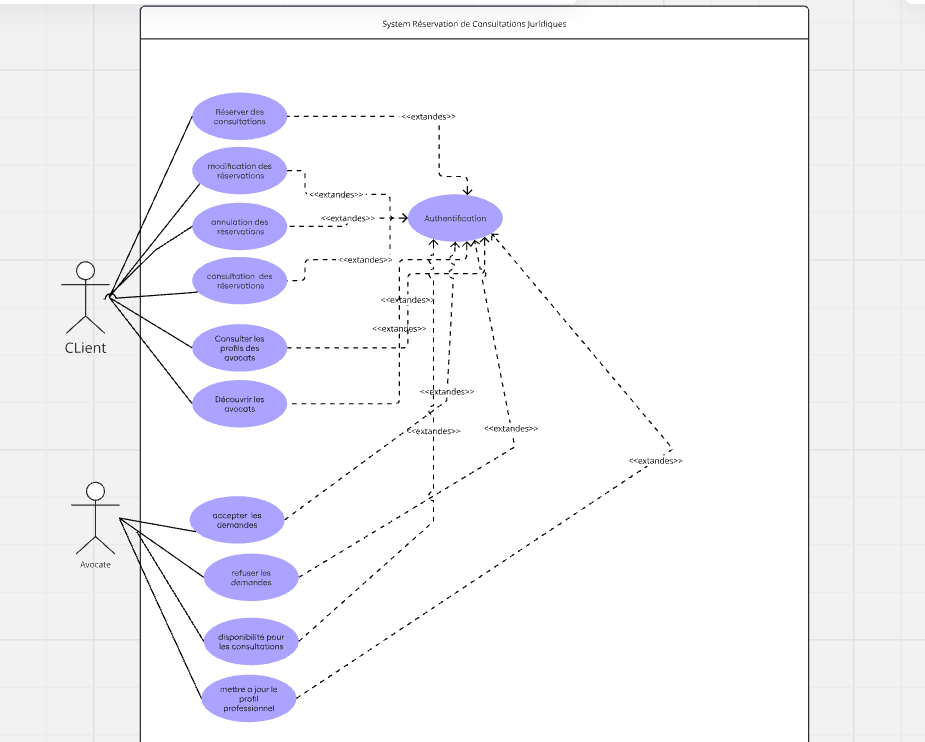 System Réservation de Consultations Juridiques
Réserver des
consultations
<<extandes>>
modification des
réservations
<<extandes>>
annulation des
réservations
<<extandes>>
Authentification
consultation des
réservations
<<extandes>>
<<extandes>>
<<extandes>>
CLient
Consulter les
profils des
avocats
Découvrir les
avocats
<<extandes>>
<<extandes>>
<<extandes>>
<<extandes>>
accepter les
demandes
Avocate
refuser les
demandes
disponibilité pour
les consultations
mettre a jour le
profil
professionnel